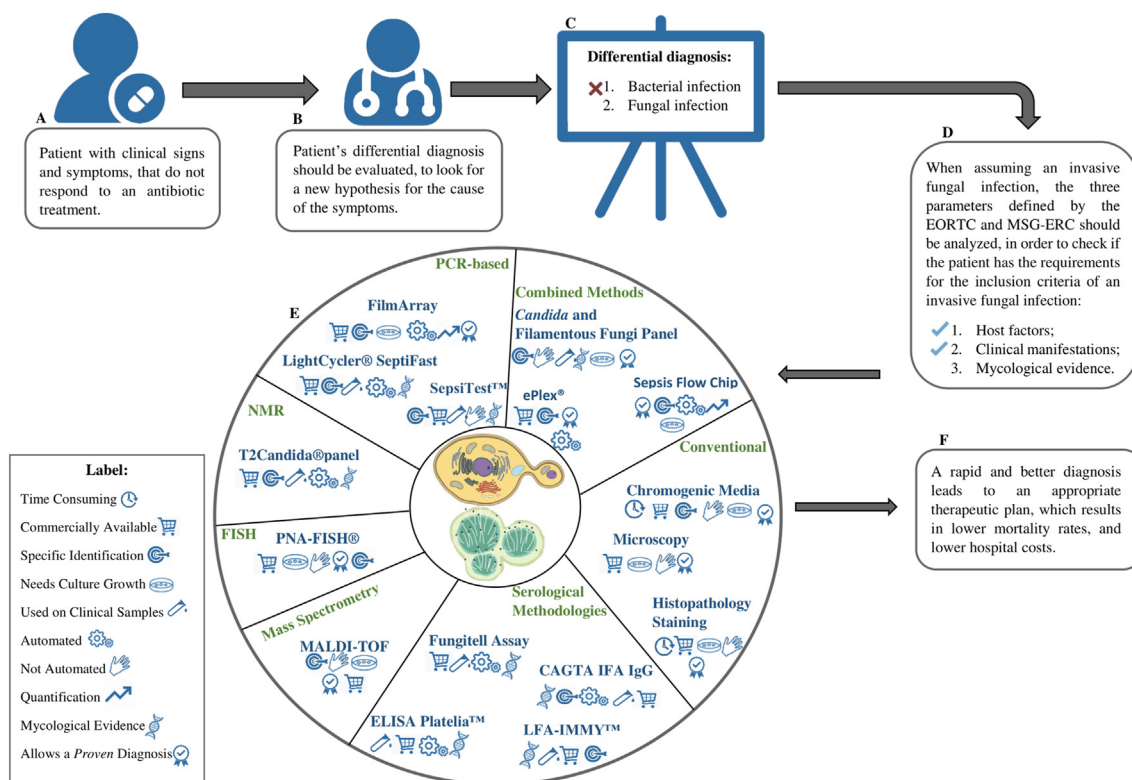 A
Patient with clinical signs
and symptoms, that do not
respond to an antibiotic
treatment.
B
Patient's differential diagnosis
should be evaluated, to look for
a new hypothesis for the cause
of the symptoms.
C
Differential diagnosis:
1. Bacterial infection
2. Fungal infection
D
When assuming an invasive
fungal infection, the three
parameters defined by the
EORTC and MSG-ERC should
be analyzed, in order to check if
the patient has the requirements
for the inclusion criteria of an
invasive fungal infection:
1. Host factors;
2. Clinical manifestations;
3. Mycological evidence.
E
PCR-based
FilmArray
LightCycler® SeptiFast
SepsiTest™
Combined Methods
Candida and
Filamentous Fungi Panel
ePlex®
Sepsis Flow Chip
Conventional
Chromogenic Media
Microscopy
Histopathology
Staining
Serological
Methodologies
Fungitell Assay
CAGTA IFA IgG
ELISA Platelia™
LFA-IMMY™
Mass Spectrometry
MALDI-TOF
FISH
PNA-FISH®
NMR
T2Candida®panel
F
A rapid and better diagnosis
leads to an appropriate
therapeutic plan, which results
in lower mortality rates, and
lower hospital costs.
Label:
Time Consuming
Commercially Available
Specific Identification
Needs Culture Growth
Used on Clinical Samples
Automated
Not Automated
Quantification
Mycological Evidence
Allows a Proven Diagnosis